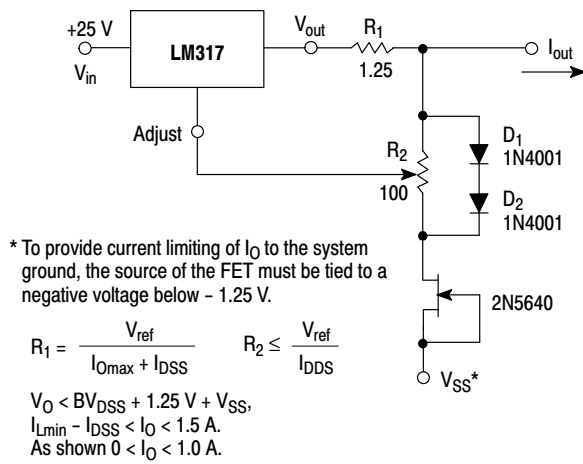 +25 V
V_in
LM317
V_out
R_1
1.25
I_out
Adjust
R_2
100
D_1
1N4001
D_2
1N4001
* To provide current limiting of I_O to the system
ground, the source of the FET must be tied to a
negative voltage below – 1.25 V.
2N5640
V_SS*
R_1 = V_ref / (I_Omax + I_DSS)
R_2 ≤ V_ref / I_DDS
V_O < BV_DSS + 1.25 V + V_SS,
I_Lmin – I_DSS < I_O < 1.5 A.
As shown 0 < I_O < 1.0 A.